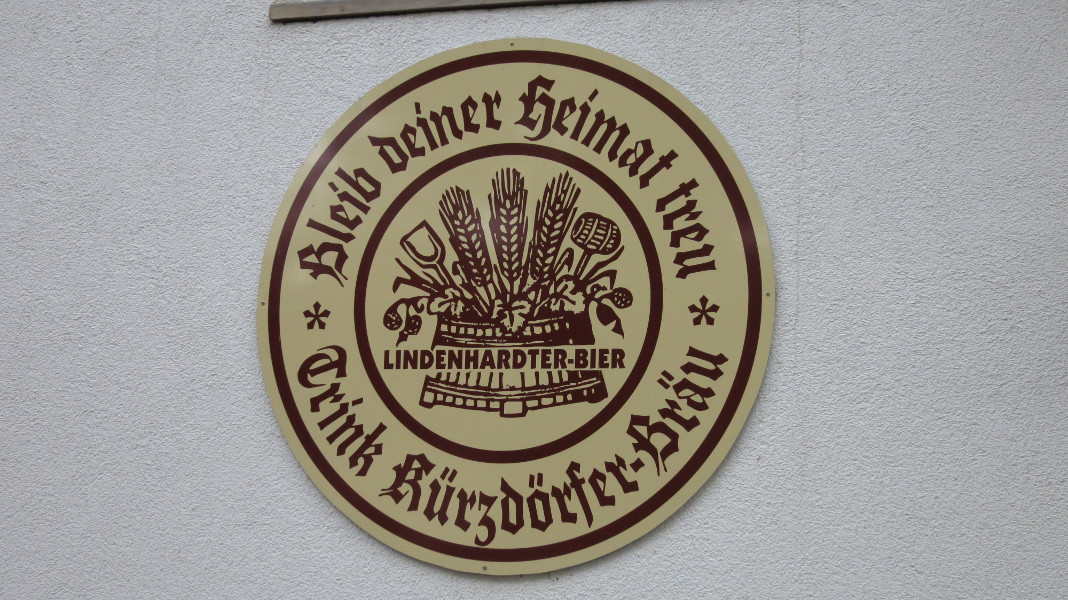 Bleib deiner Heimat treu
LINDENHARDTER-BIER
* Trink Kürzdörfer-Bräu *